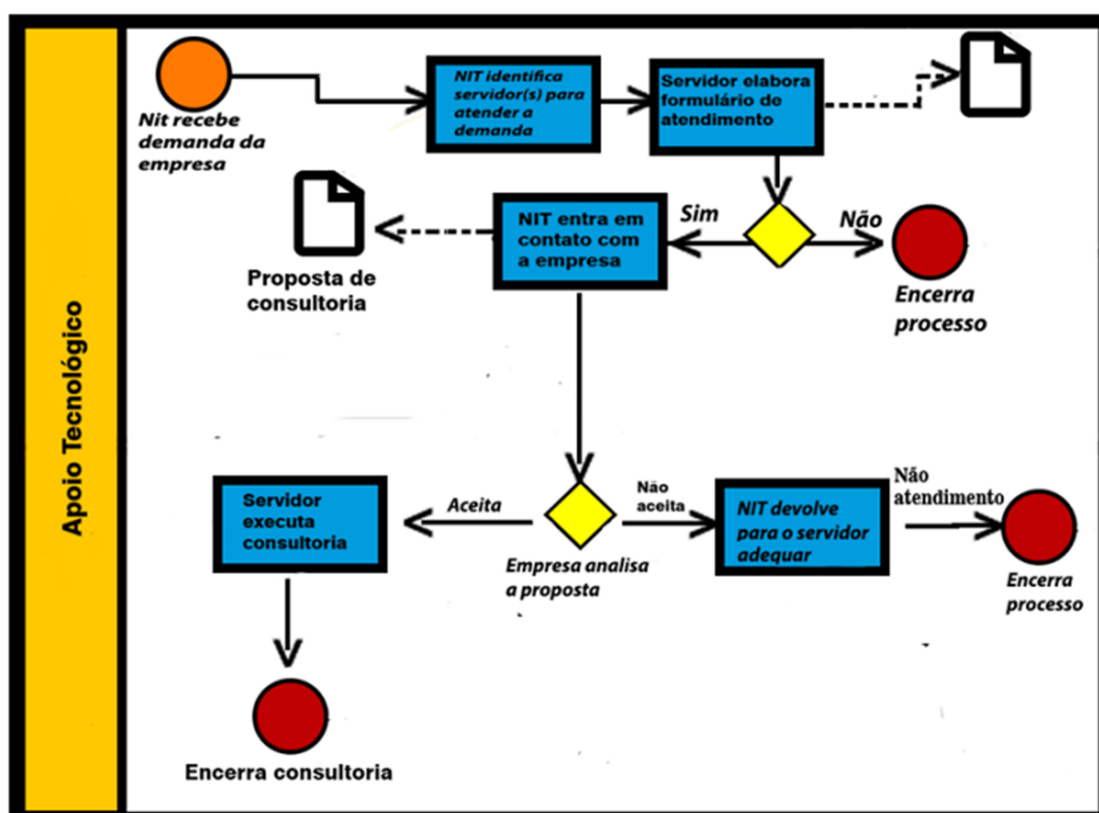 Apoio Tecnológico
Nit recebe
demanda da
empresa
NIT identifica
servidor(s) para
atender a
demanda
Servidor elabora
formulário de
atendimento
Sim
Não
NIT entra em
contato com
a empresa
Proposta de
consultoria
Encerra
processo
Servidor
executa
consultoria
Aceita
Empresa analisa
a proposta
Não
aceita
NIT devolve
para o servidor
adequar
Não
atendimento
Encerra
processo
Encerra consultoria